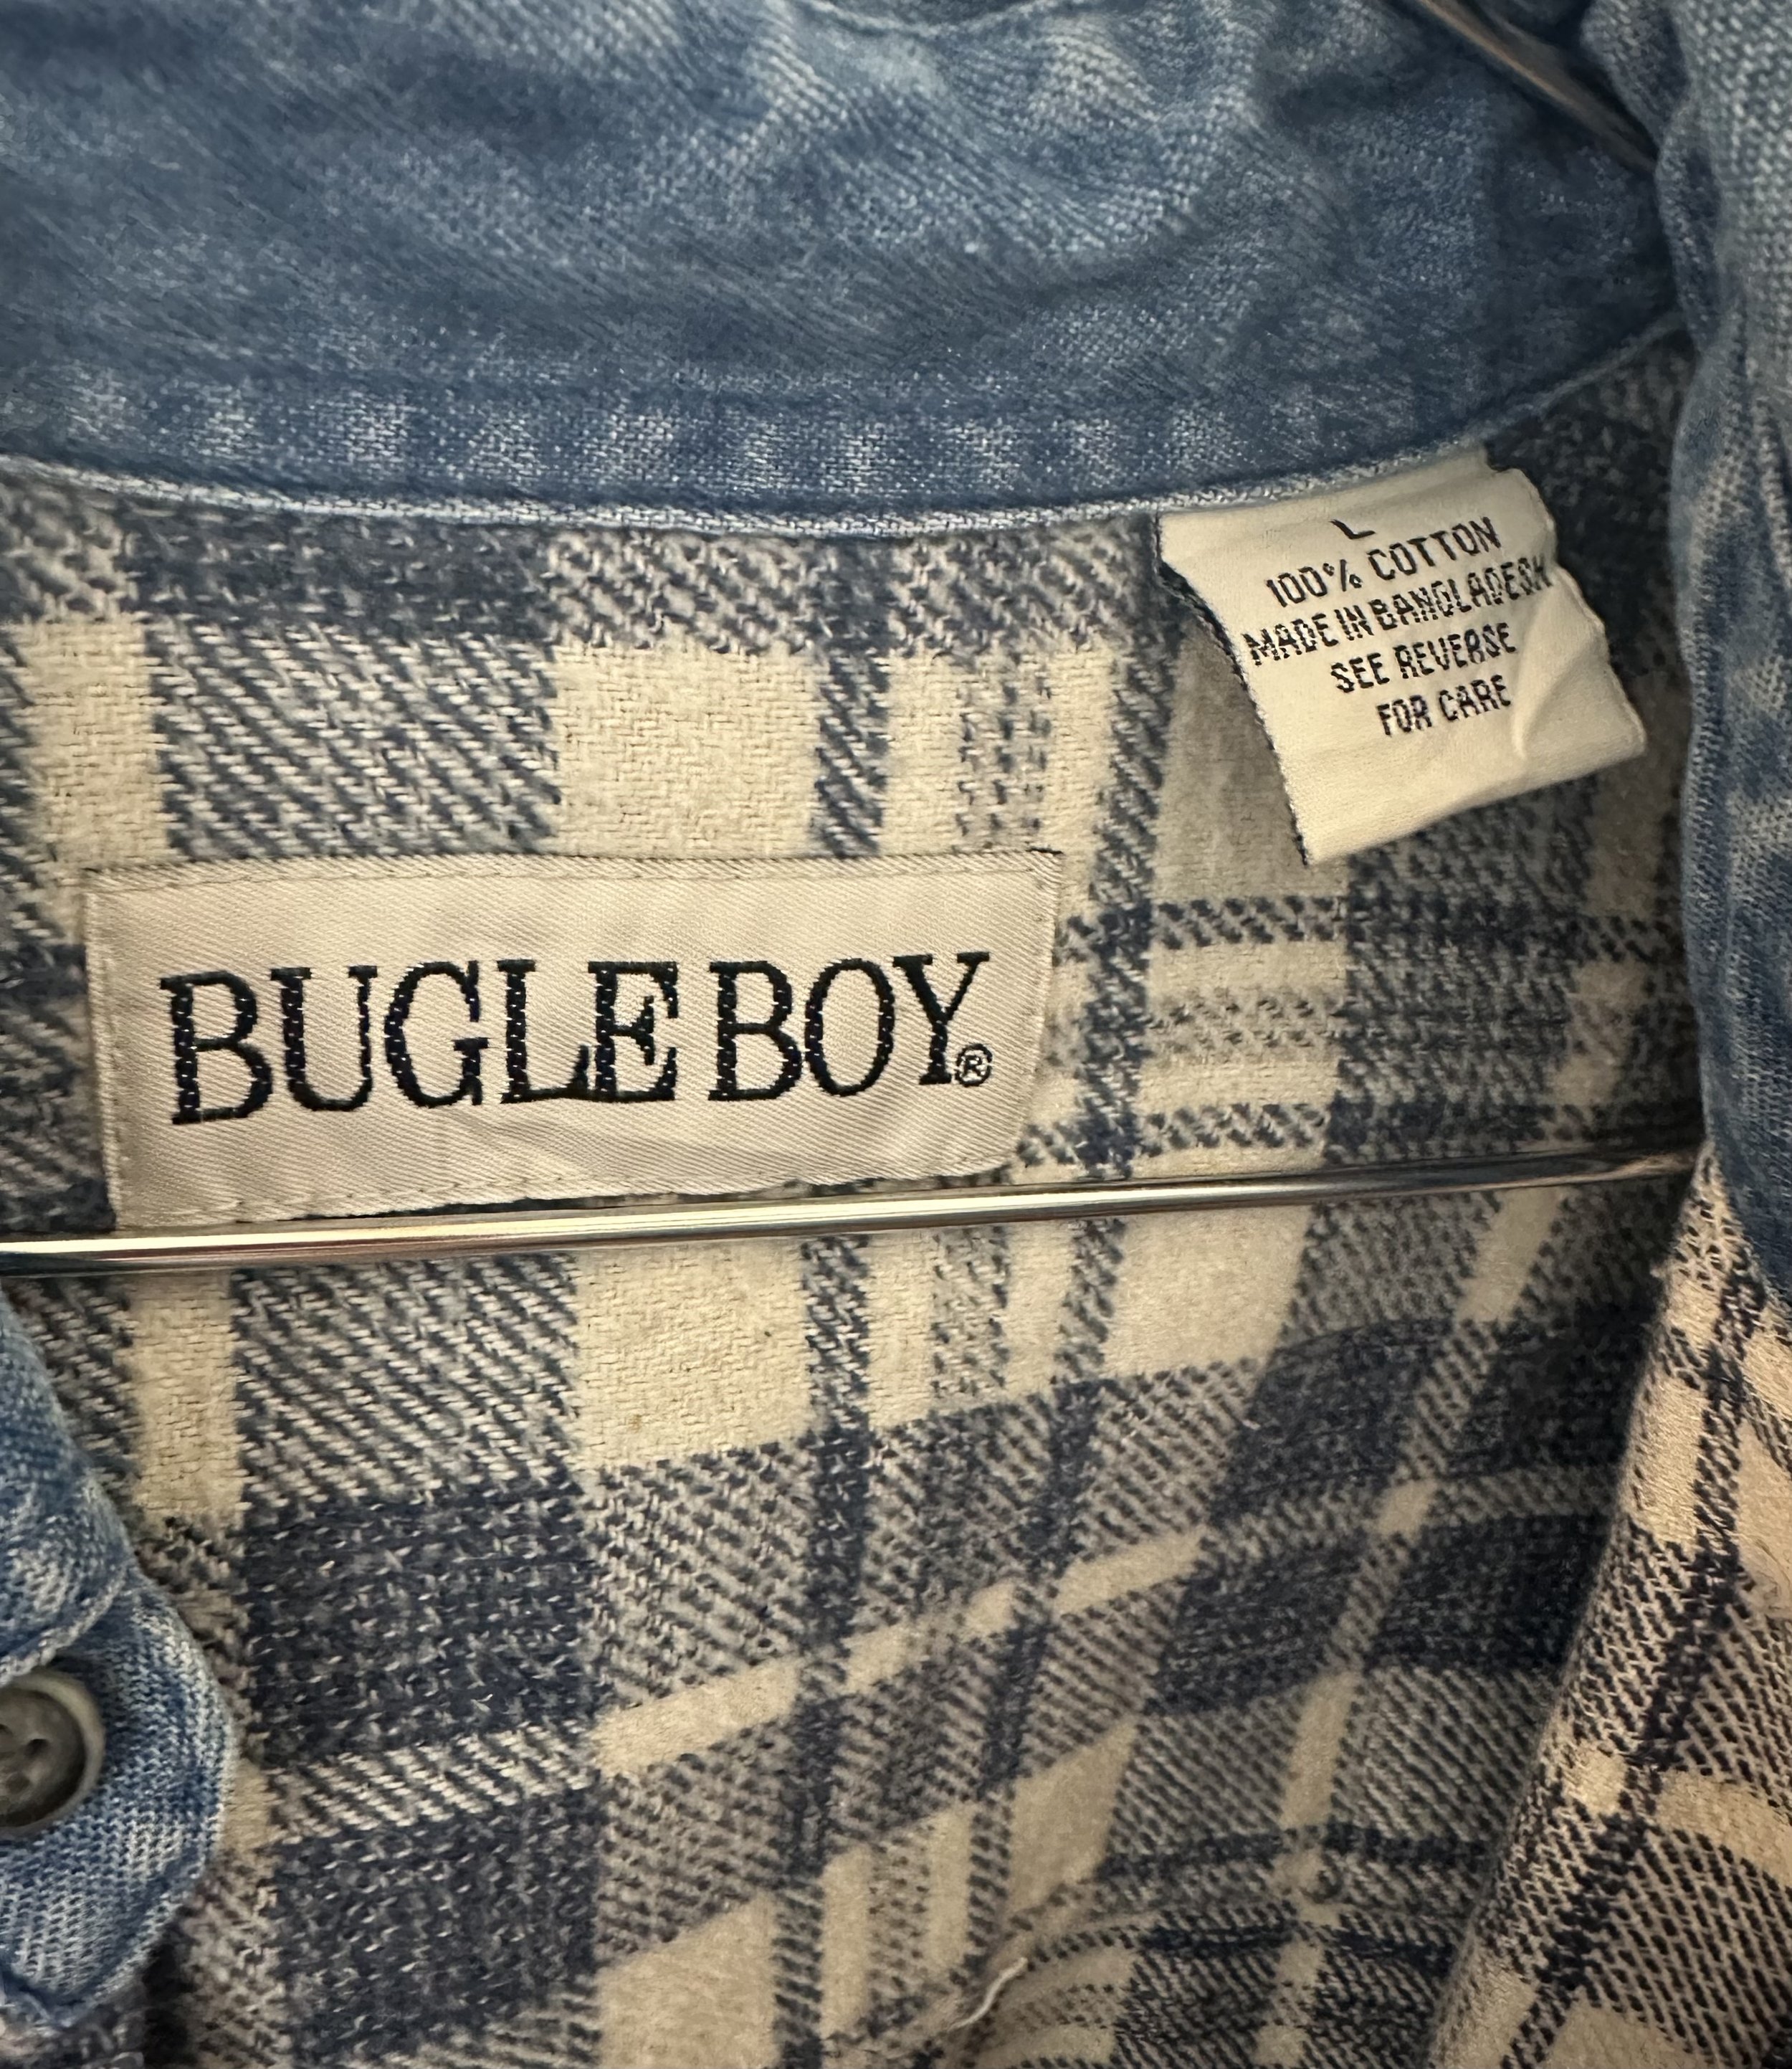 L
100% COTTON
MADE IN BANGLADESH
SEE REVERSE
FOR CARE
BUGLE BOY®